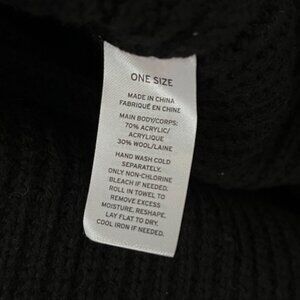 ONE SIZE
MADE IN CHINA
FABRIQUÉ EN CHINE
MAIN BODY/CORPS:
70% ACRYLIC/
ACRYLIQUE
30% WOOL/LAINE
HAND WASH COLD
SEPARATELY.
ONLY NON-CHLORINE
BLEACH IF NEEDED.
ROLL IN TOWEL TO
REMOVE EXCESS
MOISTURE, RESHAPE.
LAY FLAT TO DRY.
COOL IRON IF NEEDED.